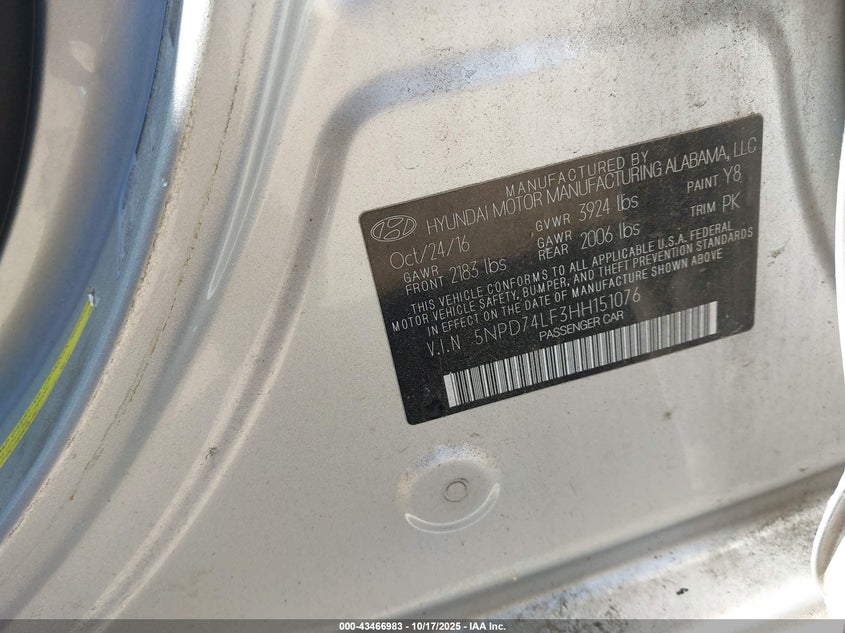 MANUFACTURED BY
HYUNDAI MOTOR MANUFACTURING ALABAMA, LLC
Oct/24/16 GVWR 3924 lbs PAINT Y8
GAWR FRONT 2183 lbs GAWR REAR 2006 lbs TRIM PK
THIS VEHICLE CONFORMS TO ALL APPLICABLE U.S.A. FEDERAL
MOTOR VEHICLE SAFETY, BUMPER, AND THEFT PREVENTION STANDARDS
IN EFFECT ON THE DATE OF MANUFACTURE SHOWN ABOVE
V.I.N 5NPD74LF3HH151076
PASSENGER CAR
000-43466983 - 10/17/2025 - IAA Inc.